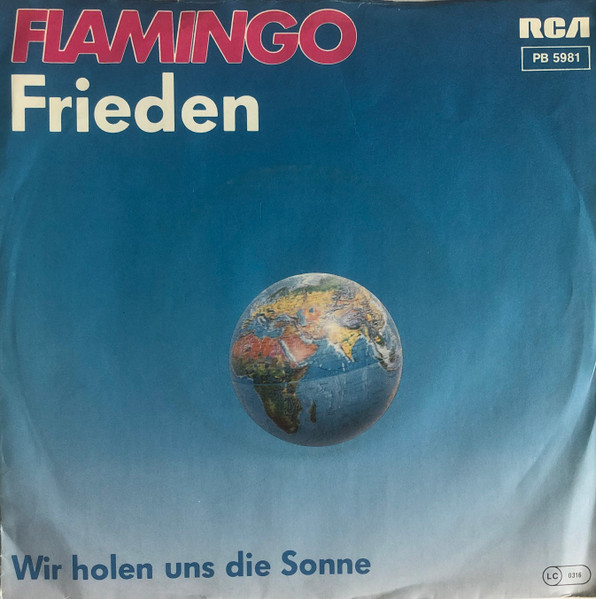 FLAMINGO
RCA
PB 5981
Frieden
Wir holen uns die Sonne
LC 0316